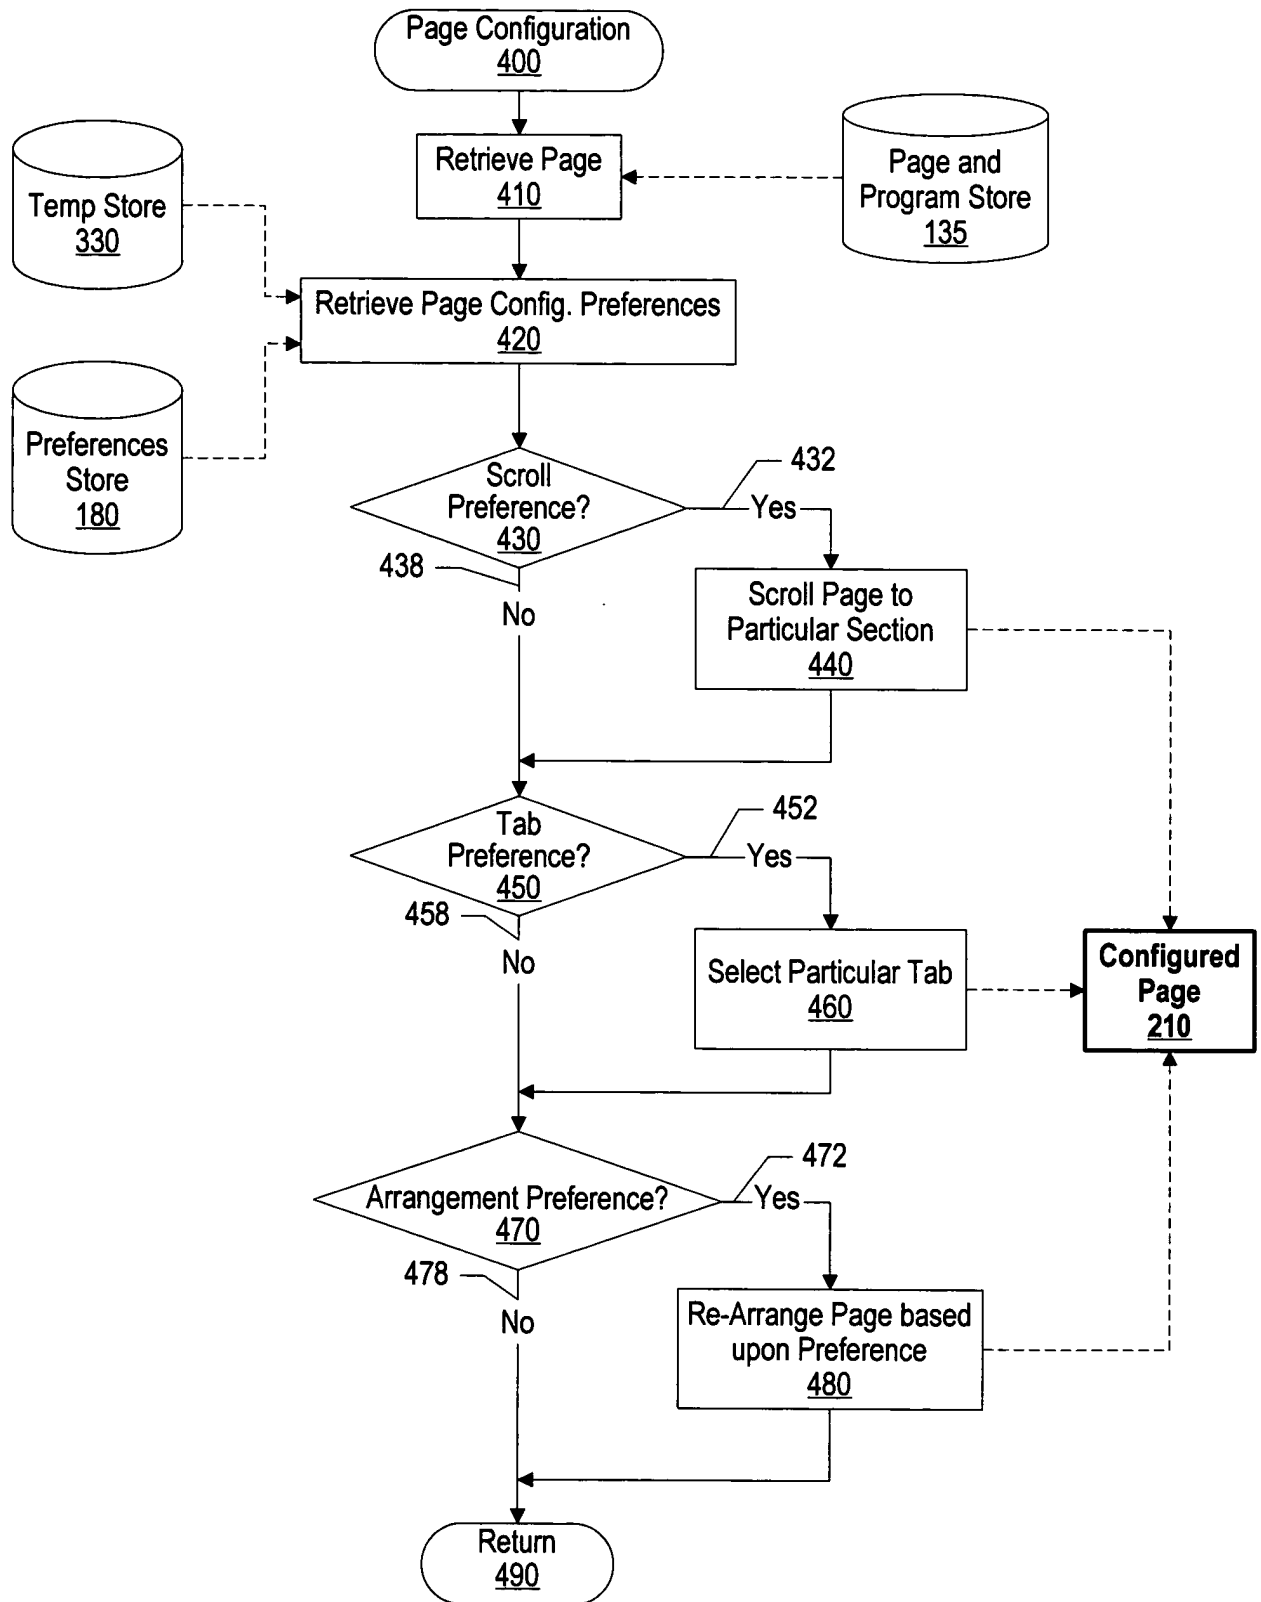 Page Configuration
400
Retrieve Page
410
Page and
Program Store
135
Temp Store
330
Retrieve Page Config. Preferences
420
Preferences
Store
180
Scroll
Preference?
430
432
Yes
438
No
Scroll Page to
Particular Section
440
Tab
Preference?
450
452
Yes
458
No
Select Particular Tab
460
Configured
Page
210
Arrangement Preference?
470
472
Yes
478
No
Re-Arrange Page based
upon Preference
480
Return
490